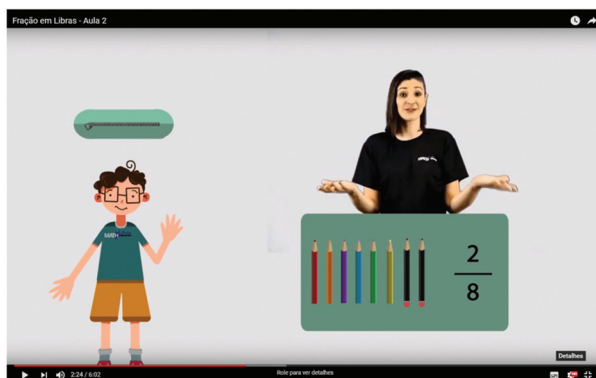 Fração em Libras - Aula 2
2
8
Detalhes
2:24 / 6:02
Role para ver detalhes